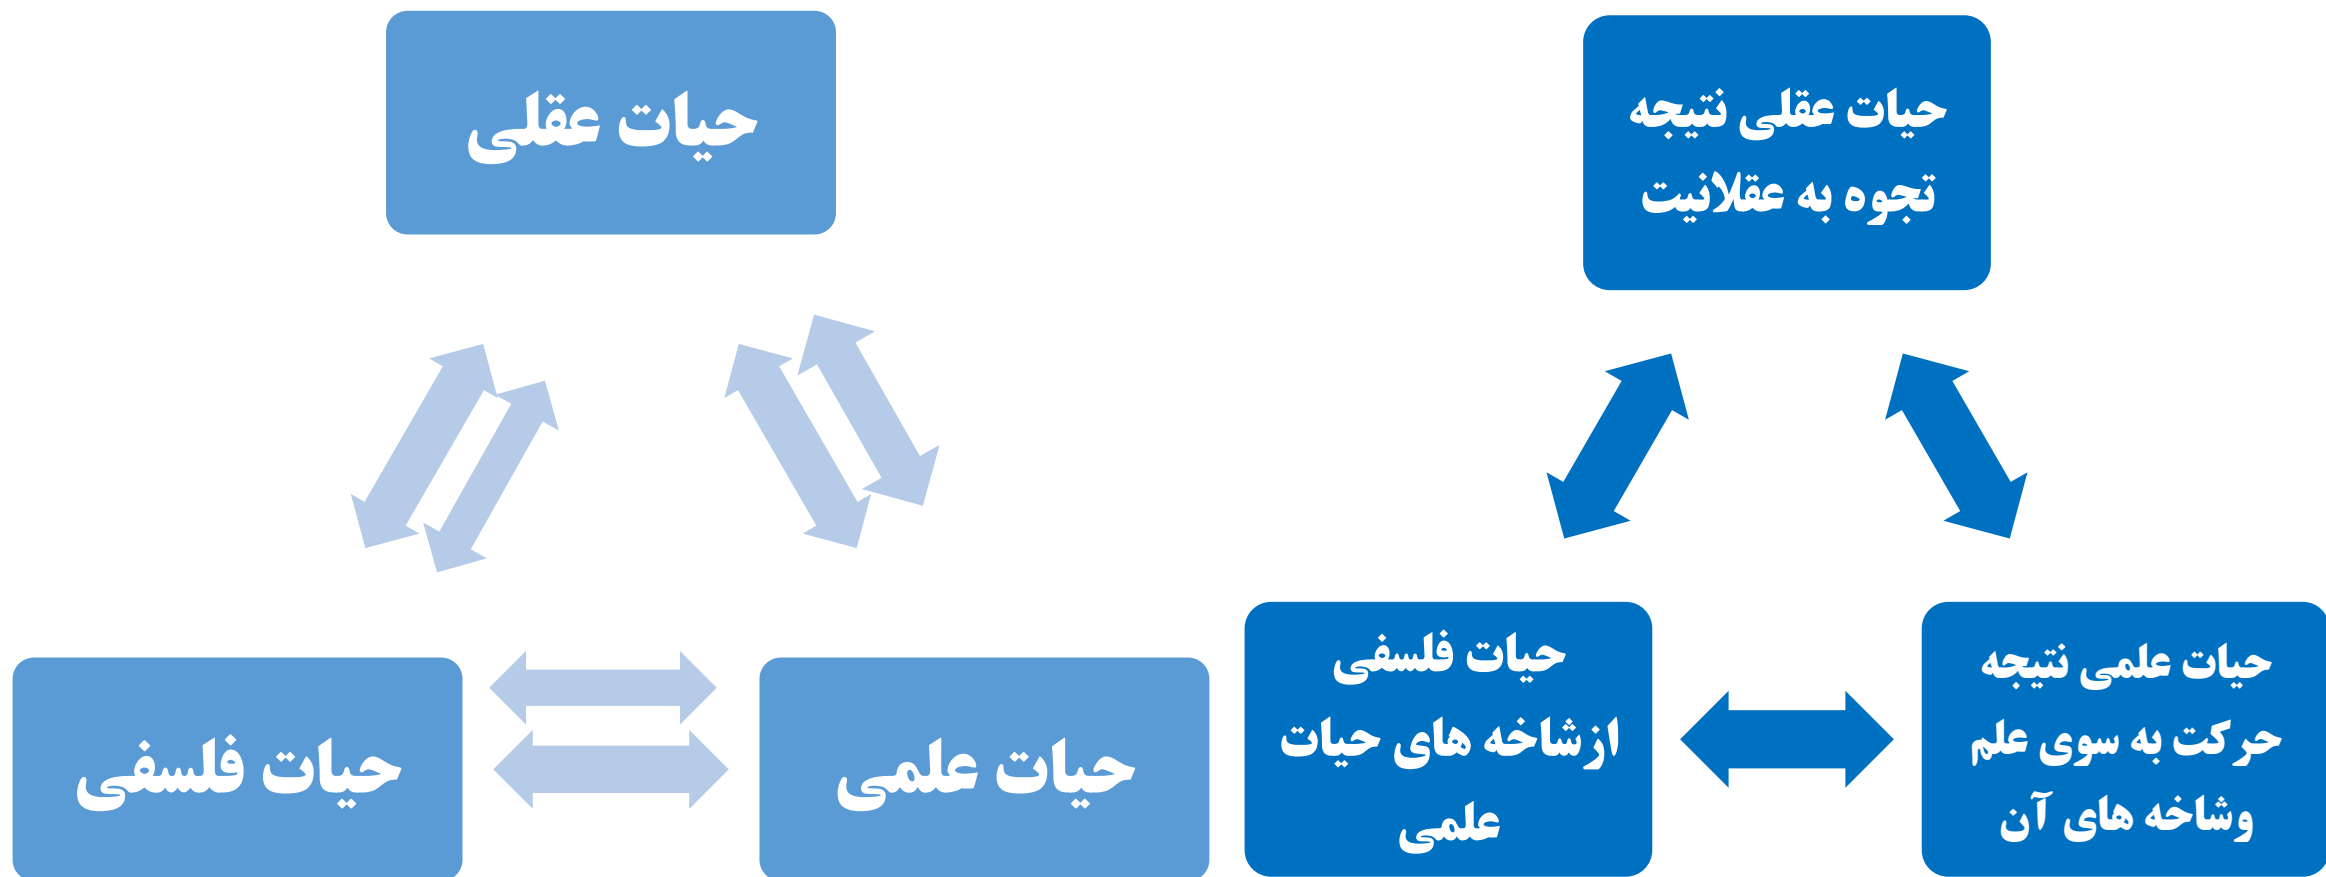 حیات عقلی نتیجه
تجوه به عقلانیت
حیات علمی نتیجه
حرکت به سوی علم
وشاخه های آن
حیات فلسفی
ازشاخه های حیات
علمی
حیات عقلی
حیات علمی
حیات فلسفی